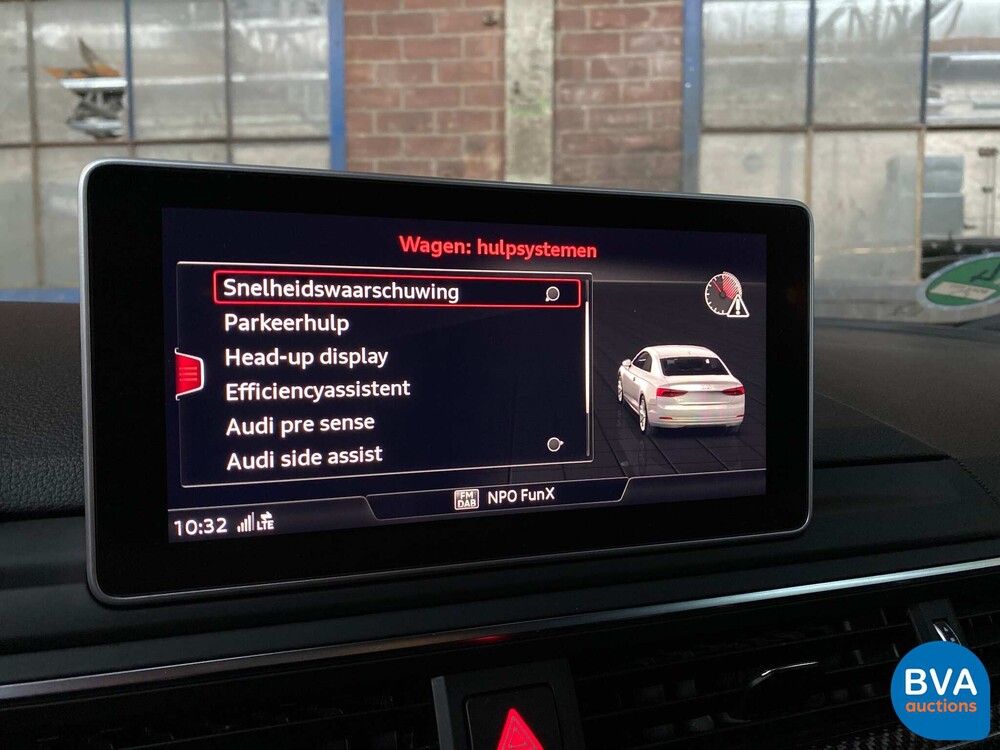 Wagen: hulpsystemen
Snelheidswaarschuwing
Parkeerhulp
Head-up display
Efficiencyassistent
Audi pre sense
Audi side assist
FM
DAB
NPO FunX
10:32
LTE
BVA
auctions